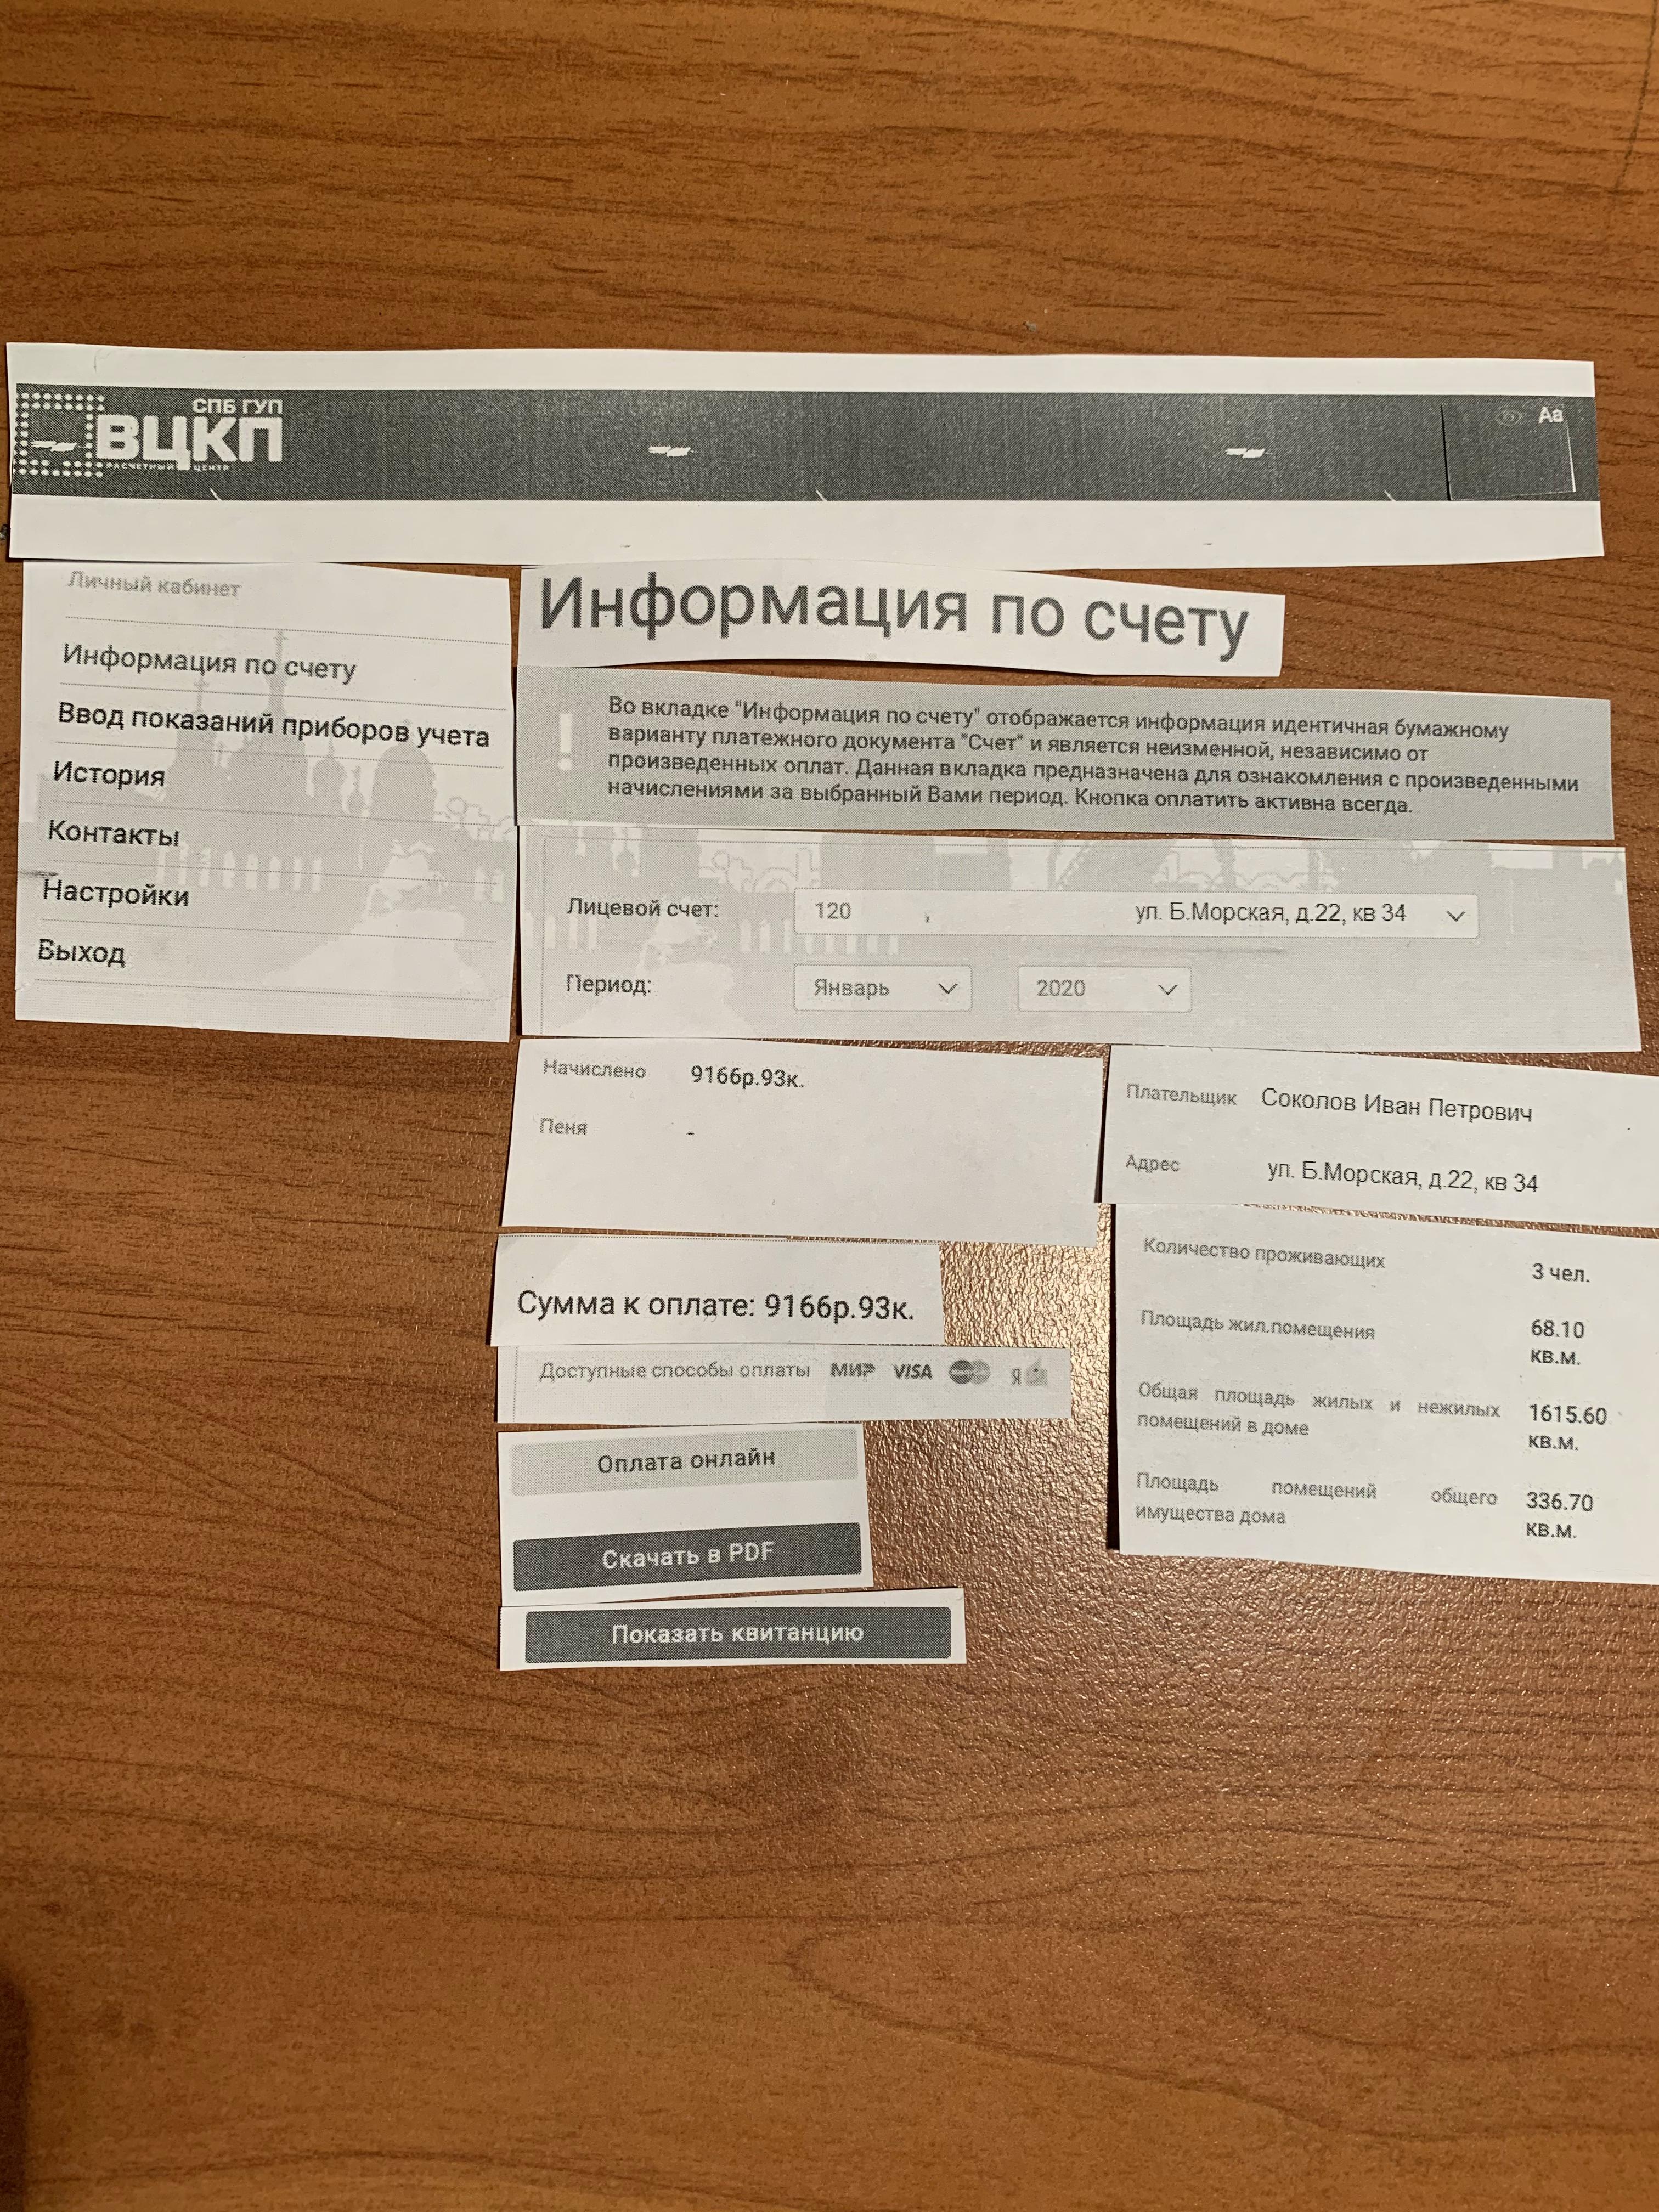 СПБ ГУП
ВЦКП
РАСЧЕТНЫЙ ЦЕНТР
Aa
Личный кабинет
Информация по счету
Ввод показаний приборов учета
История
Контакты
Настройки
Выход
Информация по счету
! Во вкладке "Информация по счету" отображается информация идентичная бумажному
варианту платежного документа "Счет" и является неизменной, независимо от
произведенных оплат. Данная вкладка предназначена для ознакомления с произведенными
начислениями за выбранный Вами период. Кнопка оплатить активна всегда.
Лицевой счет: 120 , ул. Б.Морская, д.22, кв 34
Период: Январь 2020
Начислено 9166р.93к.
Пеня -
Сумма к оплате: 9166р.93к.
Доступные способы оплаты МИР VISA
Оплата онлайн
Скачать в PDF
Показать квитанцию
Плательщик Соколов Иван Петрович
Адрес ул. Б.Морская, д.22, кв 34
Количество проживающих 3 чел.
Площадь жил.помещения 68.10
кв.м.
Общая площадь жилых и нежилых 1615.60
помещений в доме кв.м.
Площадь помещений общего 336.70
имущества дома кв.м.